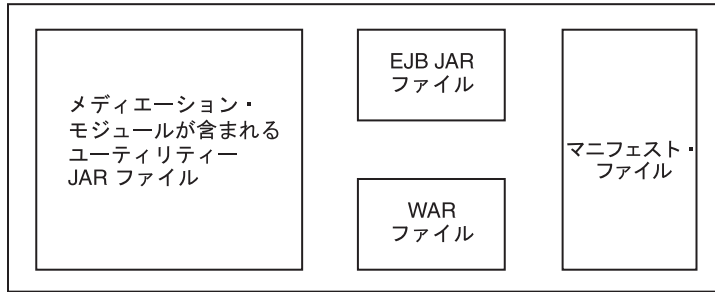 メディエーション・
モジュールが含まれる
ユーティリティー
JAR ファイル
EJB JAR
ファイル
WAR
ファイル
マニフェスト・
ファイル